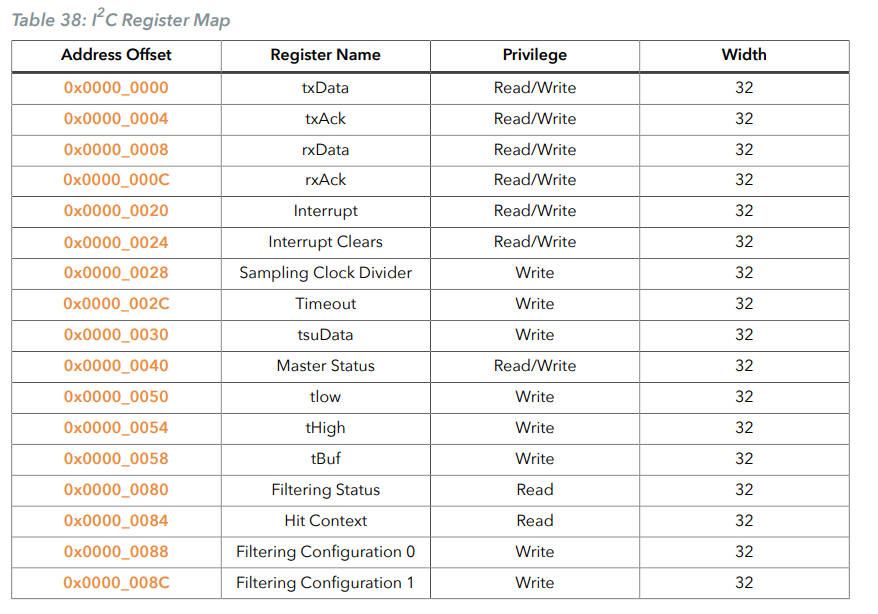 Table 38: I²C Register Map
Address Offset Register Name Privilege Width
0x0000_0000 txData Read/Write 32
0x0000_0004 txAck Read/Write 32
0x0000_0008 rxData Read/Write 32
0x0000_000C rxAck Read/Write 32
0x0000_0020 Interrupt Read/Write 32
0x0000_0024 Interrupt Clears Read/Write 32
0x0000_0028 Sampling Clock Divider Write 32
0x0000_002C Timeout Write 32
0x0000_0030 tsuData Write 32
0x0000_0040 Master Status Read/Write 32
0x0000_0050 tlow Write 32
0x0000_0054 tHigh Write 32
0x0000_0058 tBuf Write 32
0x0000_0080 Filtering Status Read 32
0x0000_0084 Hit Context Read 32
0x0000_0088 Filtering Configuration 0 Write 32
0x0000_008C Filtering Configuration 1 Write 32